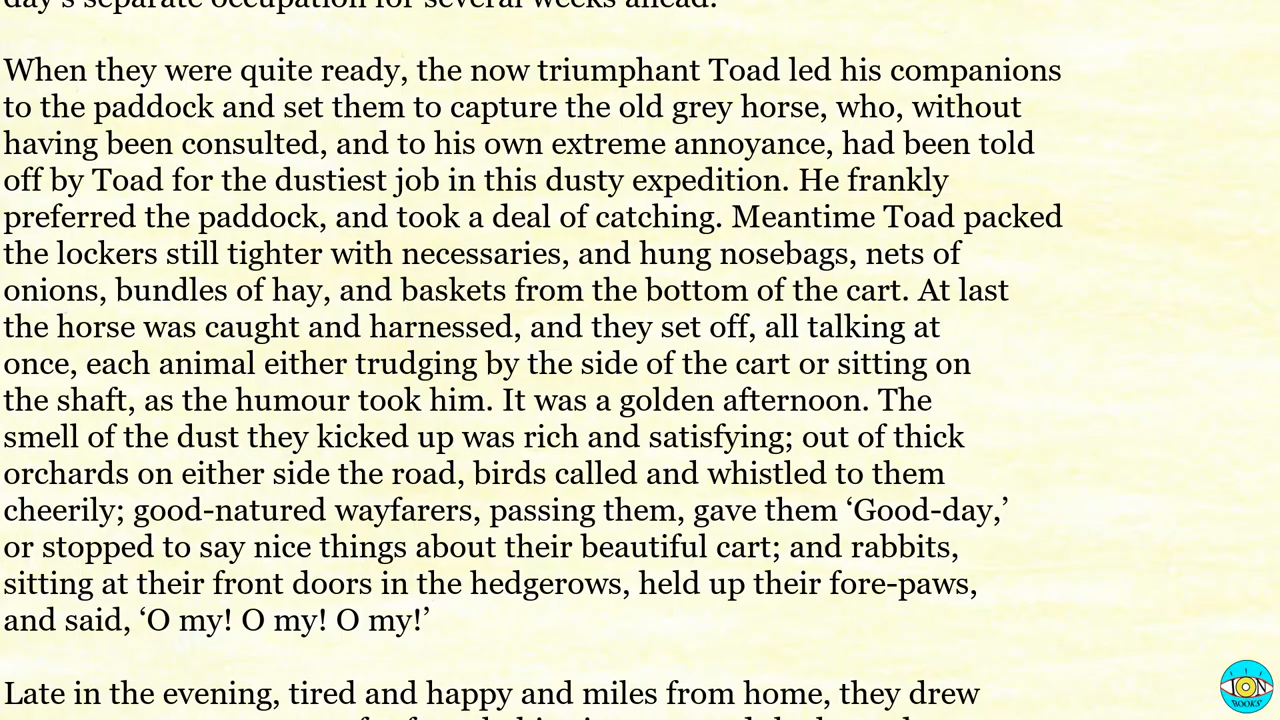 day's separate occupation for several weeks ahead.
When they were quite ready, the now triumphant Toad led his companions
to the paddock and set them to capture the old grey horse, who, without
having been consulted, and to his own extreme annoyance, had been told
off by Toad for the dustiest job in this dusty expedition. He frankly
preferred the paddock, and took a deal of catching. Meantime Toad packed
the lockers still tighter with necessaries, and hung nosebags, nets of
onions, bundles of hay, and baskets from the bottom of the cart. At last
the horse was caught and harnessed, and they set off, all talking at
once, each animal either trudging by the side of the cart or sitting on
the shaft, as the humour took him. It was a golden afternoon. The
smell of the dust they kicked up was rich and satisfying; out of thick
orchards on either side the road, birds called and whistled to them
cheerily; good-natured wayfarers, passing them, gave them ‘Good-day,’
or stopped to say nice things about their beautiful cart; and rabbits,
sitting at their front doors in the hedgerows, held up their fore-paws,
and said, ‘O my! O my! O my!’
Late in the evening, tired and happy and miles from home, they drew
ION
BOOKS